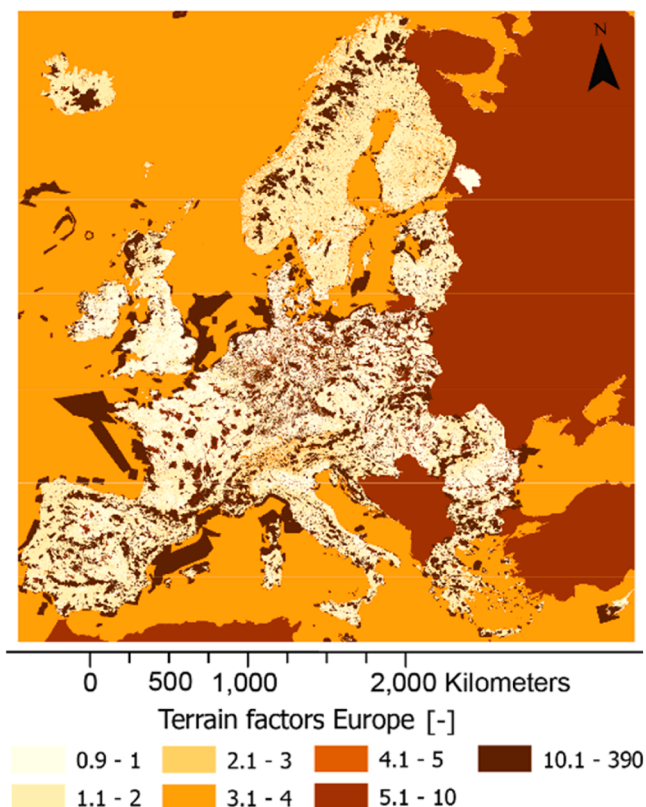 N
0 500 1,000 2,000 Kilometers
Terrain factors Europe [-]
0.9 - 1 2.1 - 3 4.1 - 5 10.1 - 390
1.1 - 2 3.1 - 4 5.1 - 10